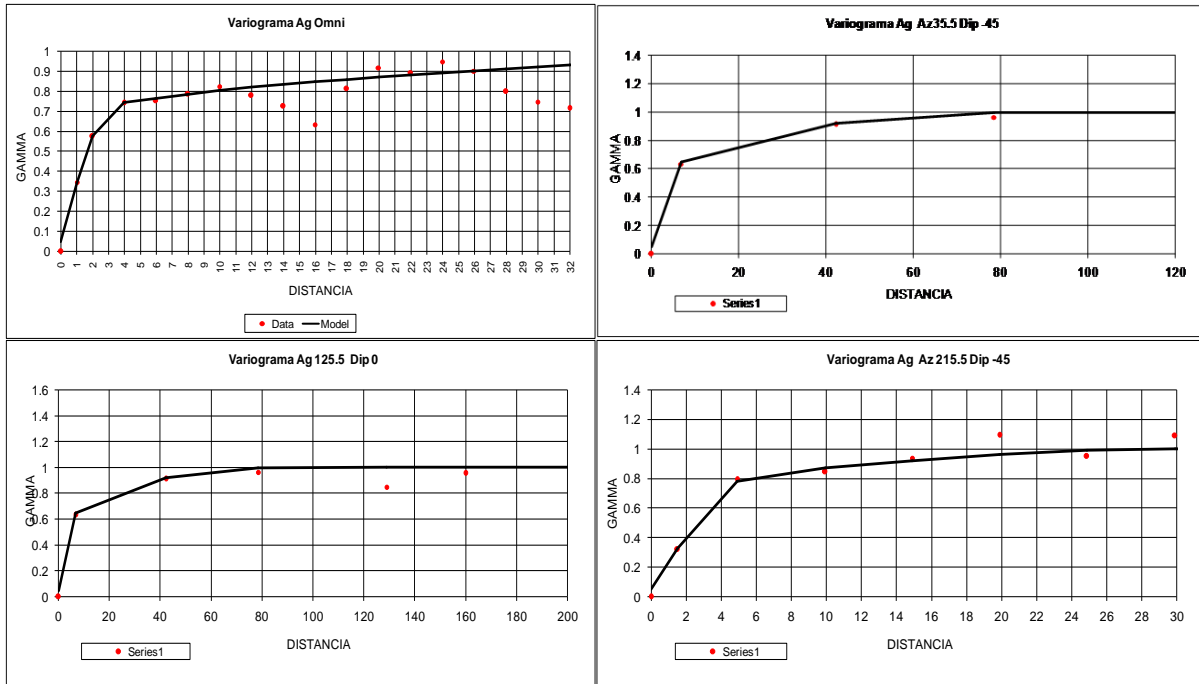 Variograma Ag Omni
GAMMA
1
0.9
0.8
0.7
0.6
0.5
0.4
0.3
0.2
0.1
0
0 1 2 4 6 7 8 9 10 11 12 13 14 15 16 17 18 19 20 21 22 23 24 25 26 27 28 29 30 31 32
DISTANCIA
Data Model
Variograma Ag Az35.5 Dip -45
GAMMA
1.4
1.2
1
0.8
0.6
0.4
0.2
0
0 20 40 60 80 100 120
DISTANCIA
Series1
Variograma Ag 125.5 Dip 0
GAMMA
1.6
1.4
1.2
1
0.8
0.6
0.4
0.2
0
0 20 40 60 80 100 120 140 160 180 200
DISTANCIA
Series1
Variograma Ag Az 215.5 Dip -45
GAMMA
1.4
1.2
1
0.8
0.6
0.4
0.2
0
0 2 4 6 8 10 12 14 16 18 20 22 24 26 28 30
DISTANCIA
Series1